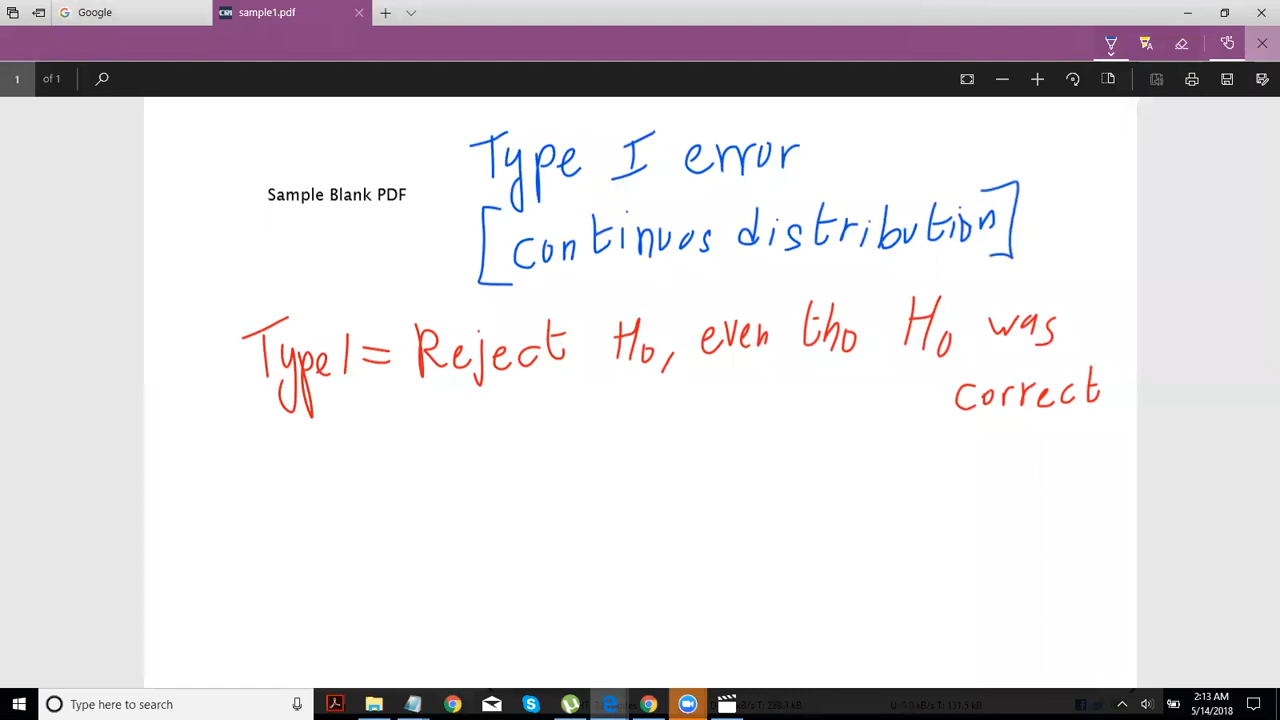 Google
sample1.pdf
1 of 1
Type I error
Sample Blank PDF
[continuos distribution]
Type 1 = Reject H0, even tho H0 was
correct
Type here to search
2:13 AM
5/14/2018